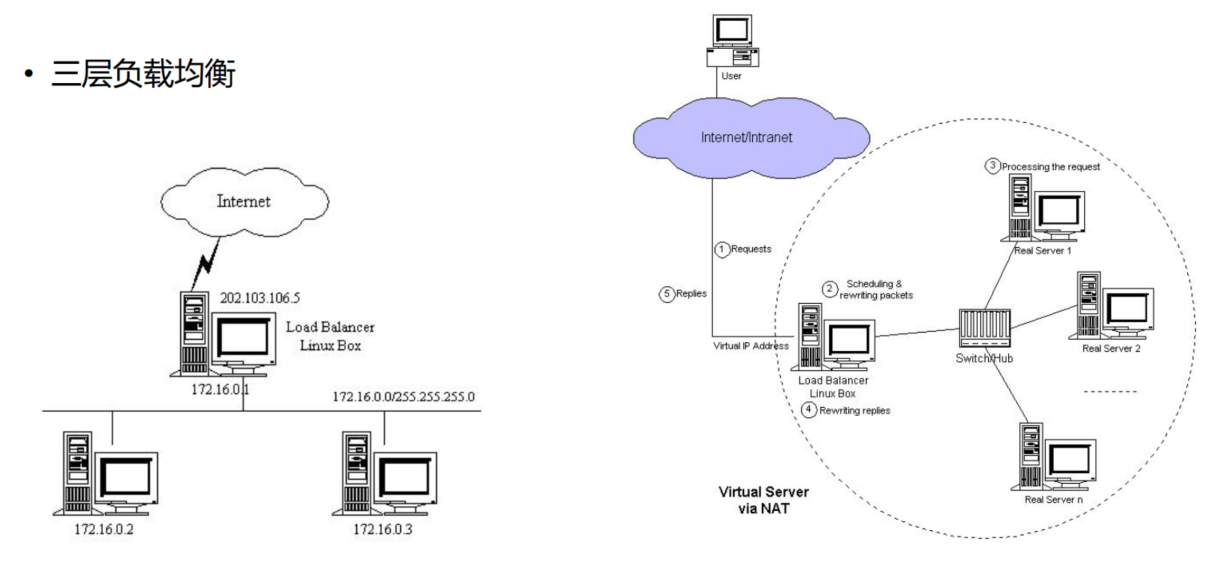 • 三层负载均衡
Internet
202.103.106.5
Load Balancer
Linux Box
172.16.0.1
172.16.0.0/255.255.255.0
172.16.0.2
172.16.0.3
User
Internet/Intranet
3 Processing the request
Real Server 1
1 Requests
2 Scheduling &
rewriting packets
5 Replies
Virtual IP Address
Switch/Hub
Real Server 2
Load Balancer
Linux Box
4 Rewriting replies
Real Server n
Virtual Server
via NAT